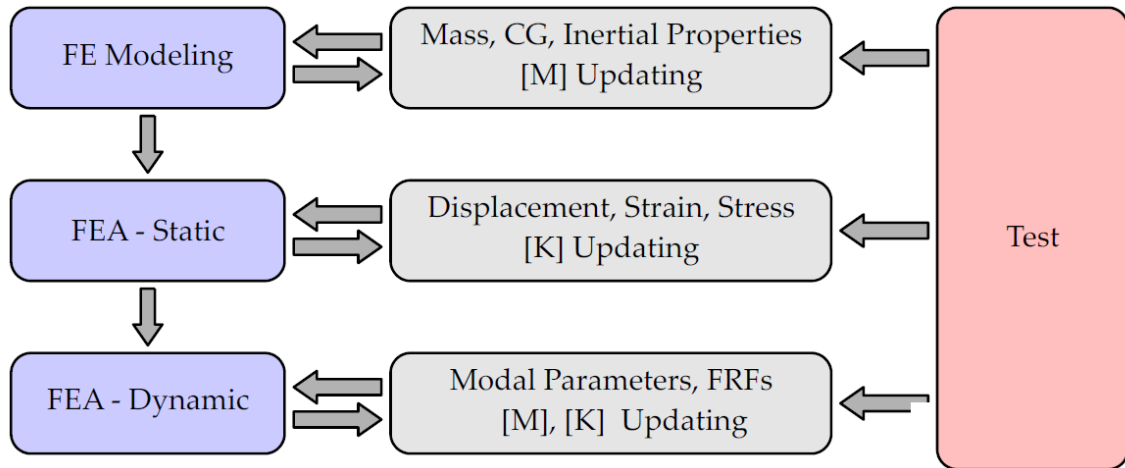 FE Modeling
Mass, CG, Inertial Properties
[M] Updating
FEA - Static
Displacement, Strain, Stress
[K] Updating
Test
FEA - Dynamic
Modal Parameters, FRFs
[M], [K] Updating